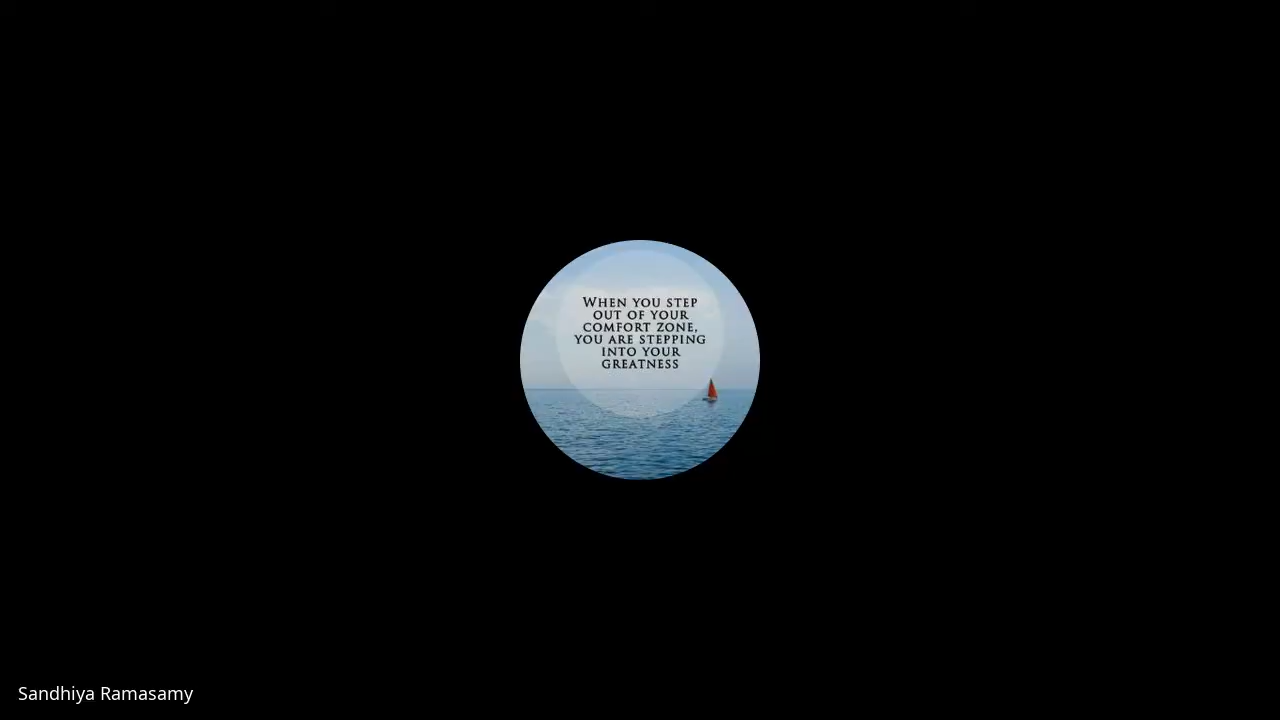 When you step
out of your
comfort zone,
you are stepping
into your
greatness
Sandhiya Ramasamy